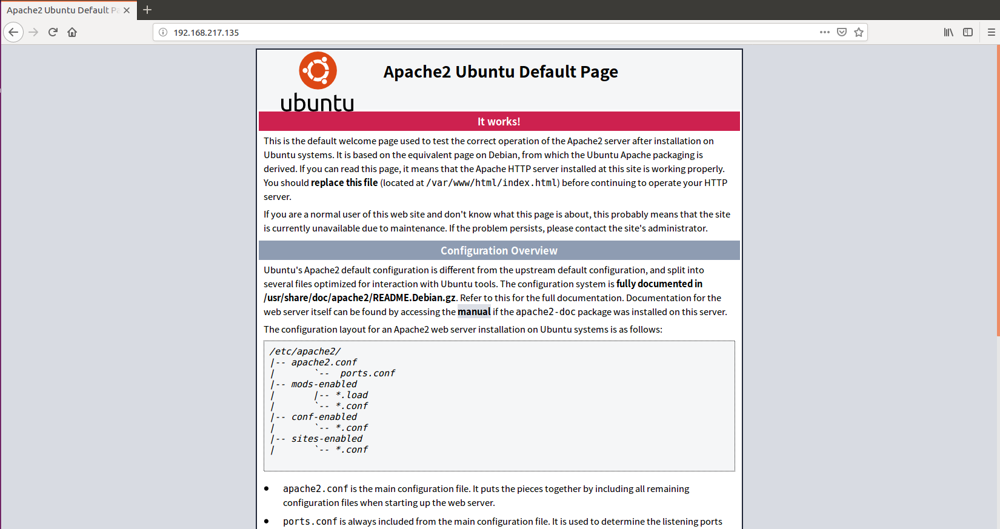 Apache2 Ubuntu Default Pa
192.168.217.135
ubuntu
Apache2 Ubuntu Default Page
It works!
This is the default welcome page used to test the correct operation of the Apache2 server after installation on
Ubuntu systems. It is based on the equivalent page on Debian, from which the Ubuntu Apache packaging is
derived. If you can read this page, it means that the Apache HTTP server installed at this site is working properly.
You should replace this file (located at /var/www/html/index.html) before continuing to operate your HTTP
server.
If you are a normal user of this web site and don't know what this page is about, this probably means that the site
is currently unavailable due to maintenance. If the problem persists, please contact the site's administrator.
Configuration Overview
Ubuntu's Apache2 default configuration is different from the upstream default configuration, and split into
several files optimized for interaction with Ubuntu tools. The configuration system is fully documented in
/usr/share/doc/apache2/README.Debian.gz. Refer to this for the full documentation. Documentation for the
web server itself can be found by accessing the manual if the apache2-doc package was installed on this server.
The configuration layout for an Apache2 web server installation on Ubuntu systems is as follows:
/etc/apache2/
|-- apache2.conf
|       `--  ports.conf
|-- mods-enabled
|       |-- *.load
|       `-- *.conf
|-- conf-enabled
|       `-- *.conf
|-- sites-enabled
|       `-- *.conf
• apache2.conf is the main configuration file. It puts the pieces together by including all remaining
configuration files when starting up the web server.
• ports.conf is always included from the main configuration file. It is used to determine the listening ports